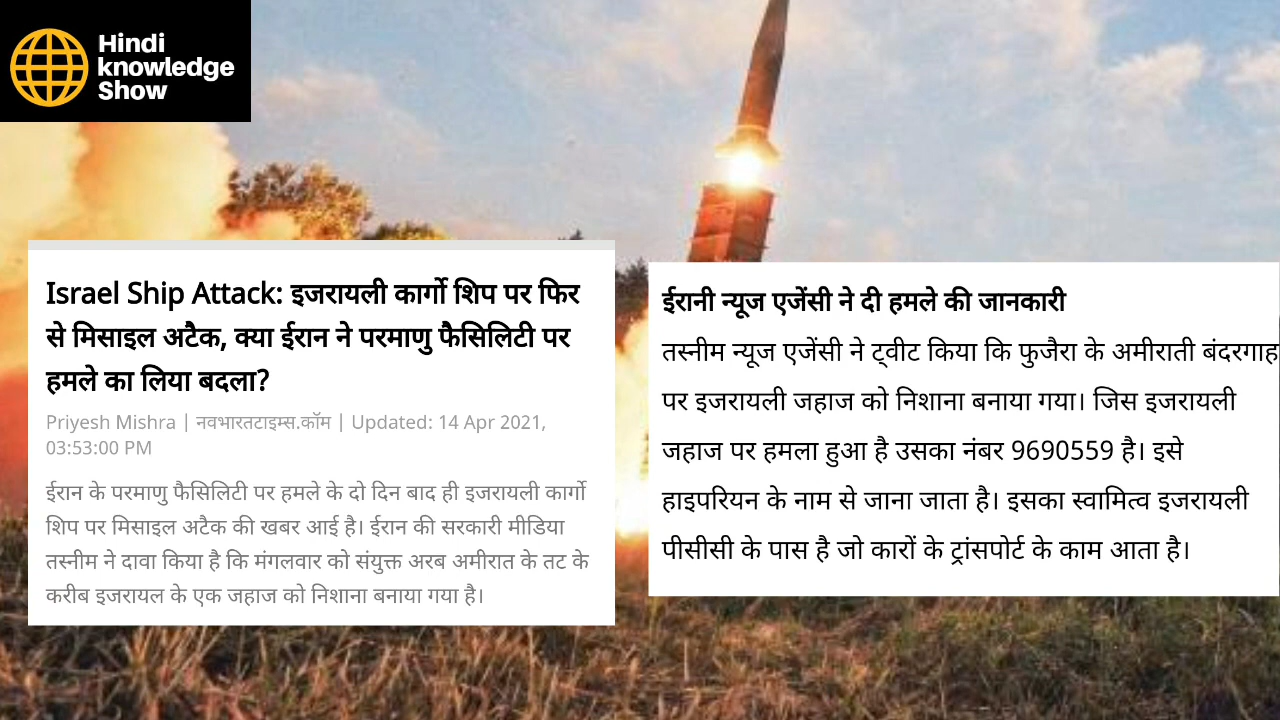 Hindi
knowledge
Show
Israel Ship Attack: इजरायली कार्गो शिप पर फिर
से मिसाइल अटैक, क्या ईरान ने परमाणु फैसिलिटी पर
हमले का लिया बदला?
Priyesh Mishra | नवभारतटाइम्स.कॉम | Updated: 14 Apr 2021,
03:53:00 PM
ईरान के परमाणु फैसिलिटी पर हमले के दो दिन बाद ही इजरायली कार्गो
शिप पर मिसाइल अटैक की खबर आई है। ईरान की सरकारी मीडिया
तस्नीम ने दावा किया है कि मंगलवार को संयुक्त अरब अमीरात के तट के
करीब इजरायल के एक जहाज को निशाना बनाया गया है।
ईरानी न्यूज एजेंसी ने दी हमले की जानकारी
तस्नीम न्यूज एजेंसी ने ट्वीट किया कि फुजैरा के अमीराती बंदरगाह
पर इजरायली जहाज को निशाना बनाया गया। जिस इजरायली
जहाज पर हमला हुआ है उसका नंबर 9690559 है। इसे
हाइपरियन के नाम से जाना जाता है। इसका स्वामित्व इजरायली
पीसीसी के पास है जो कारों के ट्रांसपोर्ट के काम आता है।